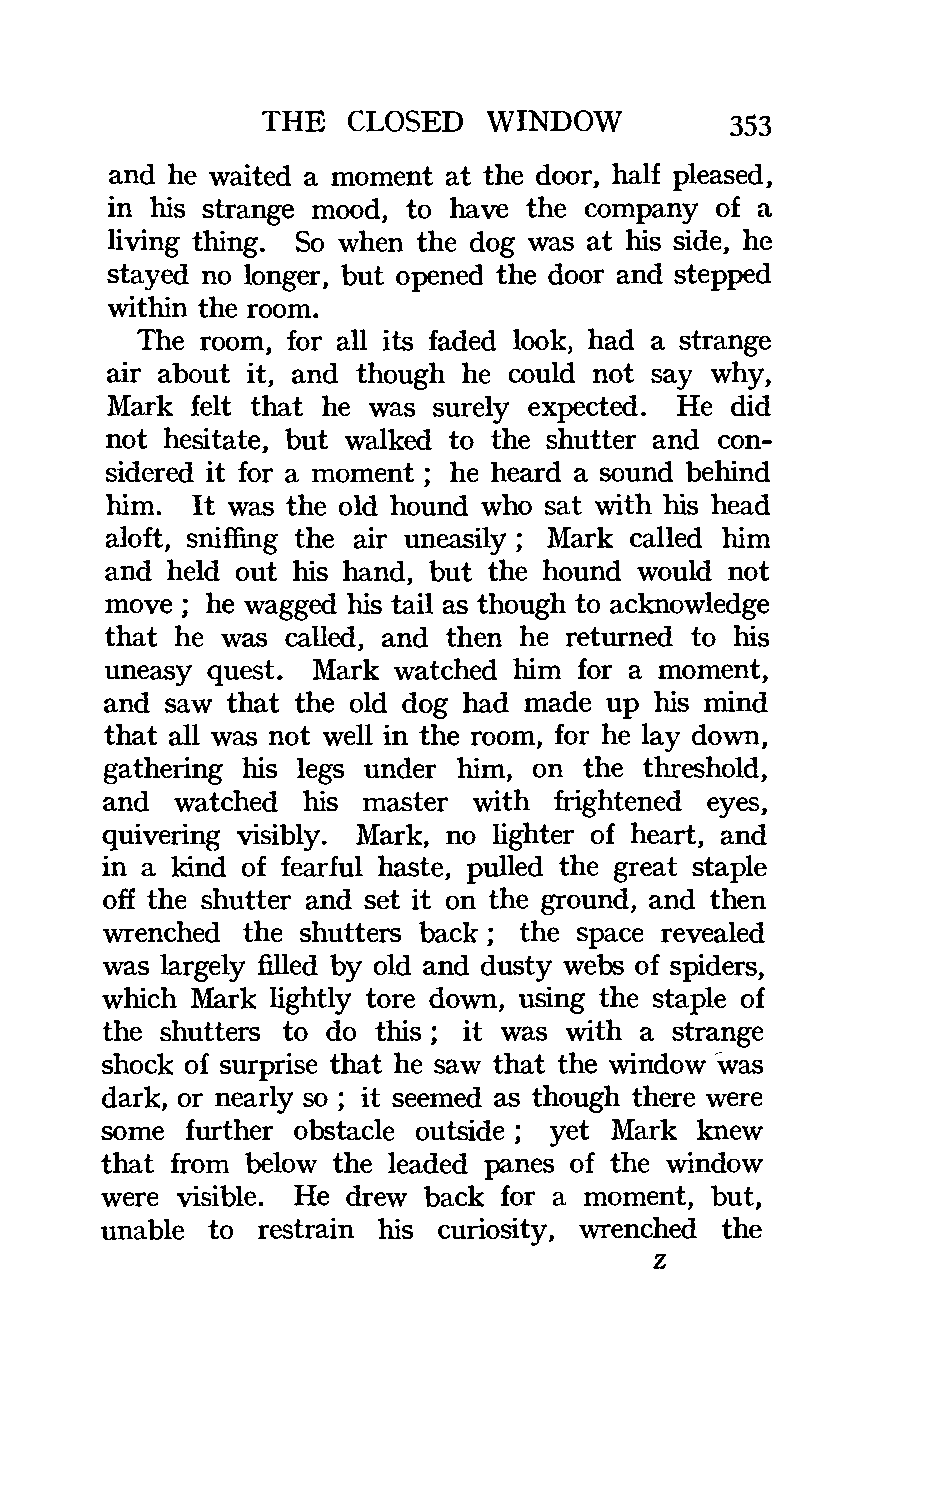 THE CLOSED WINDOW 353
and he waited a moment at the door, half pleased,
in his strange mood, to have the company of a
living thing. So when the dog was at his side, he
stayed no longer, but opened the door and stepped
within the room.
The room, for all its faded look, had a strange
air about it, and though he could not say why,
Mark felt that he was surely expected. He did
not hesitate, but walked to the shutter and con-
sidered it for a moment ; he heard a sound behind
him. It was the old hound who sat with his head
aloft, sniffing the air uneasily ; Mark called him
and held out his hand, but the hound would not
move ; he wagged his tail as though to acknowledge
that he was called, and then he returned to his
uneasy quest. Mark watched him for a moment,
and saw that the old dog had made up his mind
that all was not well in the room, for he lay down,
gathering his legs under him, on the threshold,
and watched his master with frightened eyes,
quivering visibly. Mark, no lighter of heart, and
in a kind of fearful haste, pulled the great staple
off the shutter and set it on the ground, and then
wrenched the shutters back ; the space revealed
was largely filled by old and dusty webs of spiders,
which Mark lightly tore down, using the staple of
the shutters to do this ; it was with a strange
shock of surprise that he saw that the window was
dark, or nearly so ; it seemed as though there were
some further obstacle outside ; yet Mark knew
that from below the leaded panes of the window
were visible. He drew back for a moment, but,
unable to restrain his curiosity, wrenched the
Z